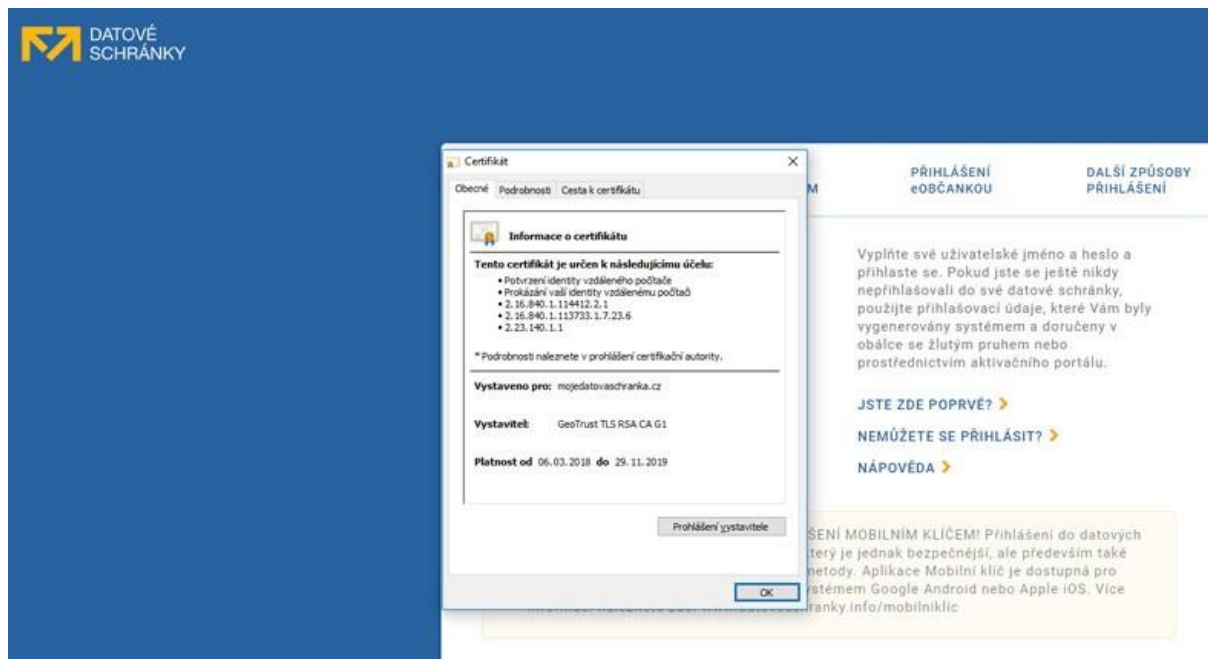 DATOVÉ
SCHRÁNKY
Certifikát
Obecné Podrobnosti Cesta k certifikátu
Informace o certifikátu
Tento certifikát je určen k následujícímu účelu:
• Potvrzení identity vzdáleného počítače
• Prokázání vaší identity vzdálenému počítači
• 2.16.840.1.114412.2.1
• 2.16.840.1.113733.1.7.23.6
• 2.23.140.1.1
* Podrobnosti naleznete v prohlášení certifikační autority.
Vystaveno pro: mojedatovaschranka.cz
Vystavitel: GeoTrust TLS RSA CA G1
Platnost od 06.03.2018 do 29.11.2019
Prohlášení vystavitele
OK
M
PŘIHLÁŠENÍ
eOBČANKOU
DALŠÍ ZPŮSOBY
PŘIHLÁŠENÍ
Vyplňte své uživatelské jméno a heslo a
přihlaste se. Pokud jste se ještě nikdy
nepřihlašovali do své datové schránky,
použijte přihlašovací údaje, které Vám byly
vygenerovány systémem a doručeny v
obálce se žlutým pruhem nebo
prostřednictvím aktivačního portálu.
JSTE ZDE POPRVÉ?
NEMŮŽETE SE PŘIHLÁSIT?
NÁPOVĚDA
ŠENÍ MOBILNÍM KLÍČEM! Přihlášení do datových
který je jednak bezpečnější, ale především také
metody. Aplikace Mobilní klíč je dostupná pro
systémem Google Android nebo Apple iOS. Více
ranky.info/mobilniklic